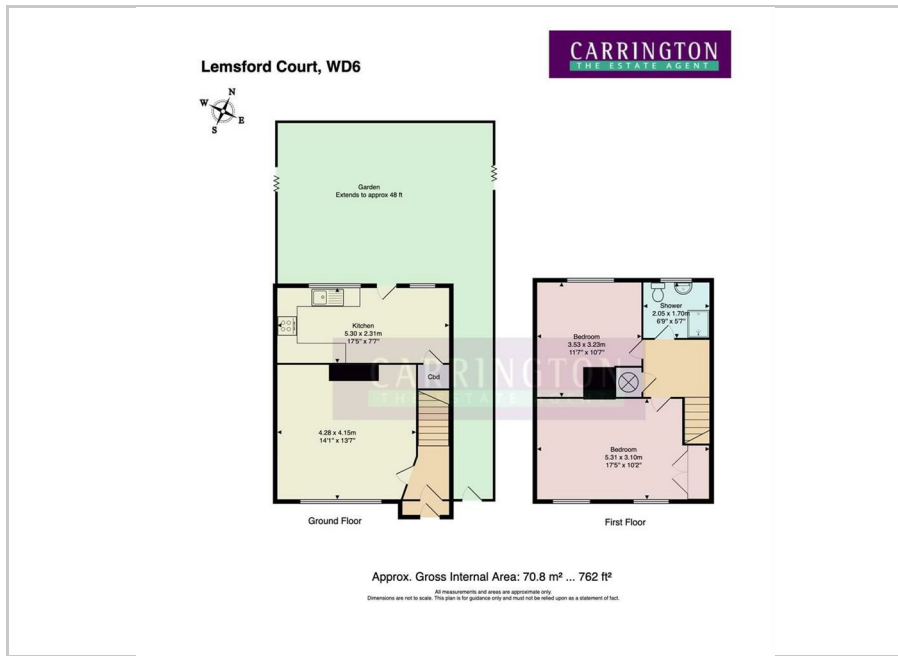 Lemsford Court, WD6
CARRINGTON
THE ESTATE AGENT
N
W
E
S
Garden
Extends to approx 48 ft
Kitchen
5.30 x 2.31m
17'5" x 7'7"
Cbd
4.28 x 4.15m
14'1" x 13'7"
Ground Floor
Shower
2.05 x 1.70m
6'9" x 5'7"
Bedroom
3.53 x 3.23m
11'7" x 10'7"
Bedroom
5.31 x 3.10m
17'5" x 10'2"
First Floor
CARRINGTON
THE ESTATE AGENT
Approx. Gross Internal Area: 70.8 m² ... 762 ft²
All measurements and areas are approximate only.
Dimensions are not to scale. This plan is for guidance only and must not be relied upon as a statement of fact.